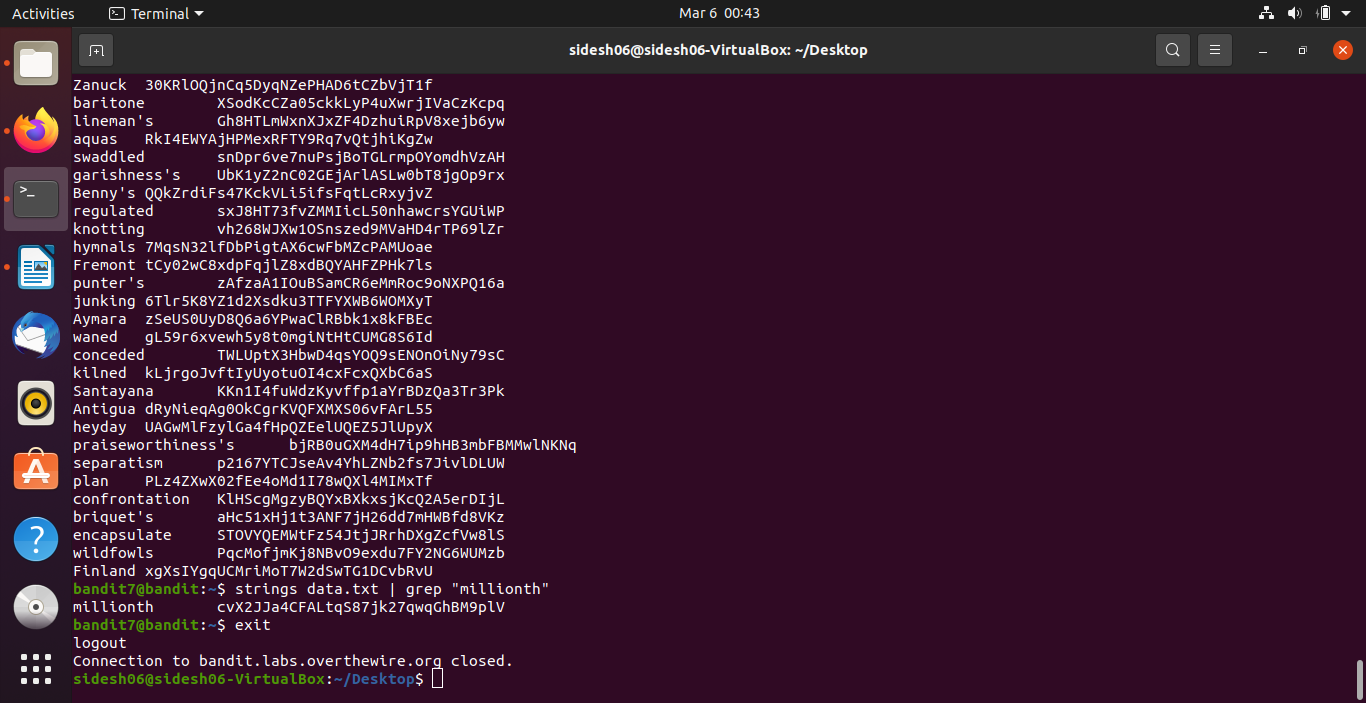 Activities Terminal Mar 6 00:43
sidesh06@sidesh06-VirtualBox: ~/Desktop
Zanuck 30KRlOQjnCq5DyqNZePHAD6tCZbVjT1f
baritone XSodKcCZa05ckkLyP4uXwrjIVaCzKcpq
lineman's Gh8HTLmWxnXJxZF4DzhuiRpV8xejb6yw
aquas RkI4EWYAjHPMexRFTY9Rq7vQtjhiKgZw
swaddled snDpr6ve7nuPsjBoTGLrmpOYomdhVzAH
garishness's UbK1yZ2nC02GEjArlASLw0bT8jgOp9rx
Benny's QQkZrdiFs47KckVLi5ifsFqtLcRxyjvZ
regulated sxJ8HT73fvZMMIicL50nhawcrsYGUiWP
knotting vh268WJXw1OSnszed9MVaHD4rTP69lZr
hymnals 7MqsN32lfDbPigtAX6cwFbMZcPAMUoae
Fremont tCy02wC8xdpFqjlZ8xdBQYAHFZPHk7ls
punter's zAfzaA1IOuBSamCR6eMmRoc9oNXPQ16a
junking 6Tlr5K8YZ1d2Xsdku3TTFYXWB6WOMXyT
Aymara zSeUS0UyD8Q6a6YPwaClRBbk1x8kFBEc
waned gL59r6xvewh5y8t0mgiNtHtCUMG8S6Id
conceded TWLUptX3HbwD4qsYOQ9sENOnOiNy79sC
kilned kLjrgoJvftIyUyotuOI4cxFcxQXbC6aS
Santayana KKn1I4fuWdzKyvffp1aYrBDzQa3Tr3Pk
Antigua dRyNieqAg0OkCgrKVQFXMXS06vFArL55
heyday UAGwMlFzylGa4fHpQZEelUQEZ5JlUpyX
praiseworthiness's bjRB0uGXM4dH7ip9hHB3mbFBMMwlNKNq
separatism p2167YTCJseAv4YhLZNb2fs7JivlDLUW
plan PLz4ZXwX02fEe4oMd1I78wQXl4MIMxTf
confrontation KlHScgMgzyBQYxBXkxsjKcQ2A5erDIjL
briquet's aHc51xHj1t3ANF7jH26dd7mHWBfd8VKz
encapsulate STOVYQEMWtFz54JtjJRrhDXgZcfVw8lS
wildfowls PqcMofjmKj8NBvO9exdu7FY2NG6WUMzb
Finland xgXsIYgqUCMriMoT7W2dSwTG1DCvbRvU
bandit7@bandit:~$ strings data.txt | grep "millionth"
millionth cvX2JJa4CFALtqS87jk27qwqGhBM9plV
bandit7@bandit:~$ exit
logout
Connection to bandit.labs.overthewire.org closed.
sidesh06@sidesh06-VirtualBox:~/Desktop$